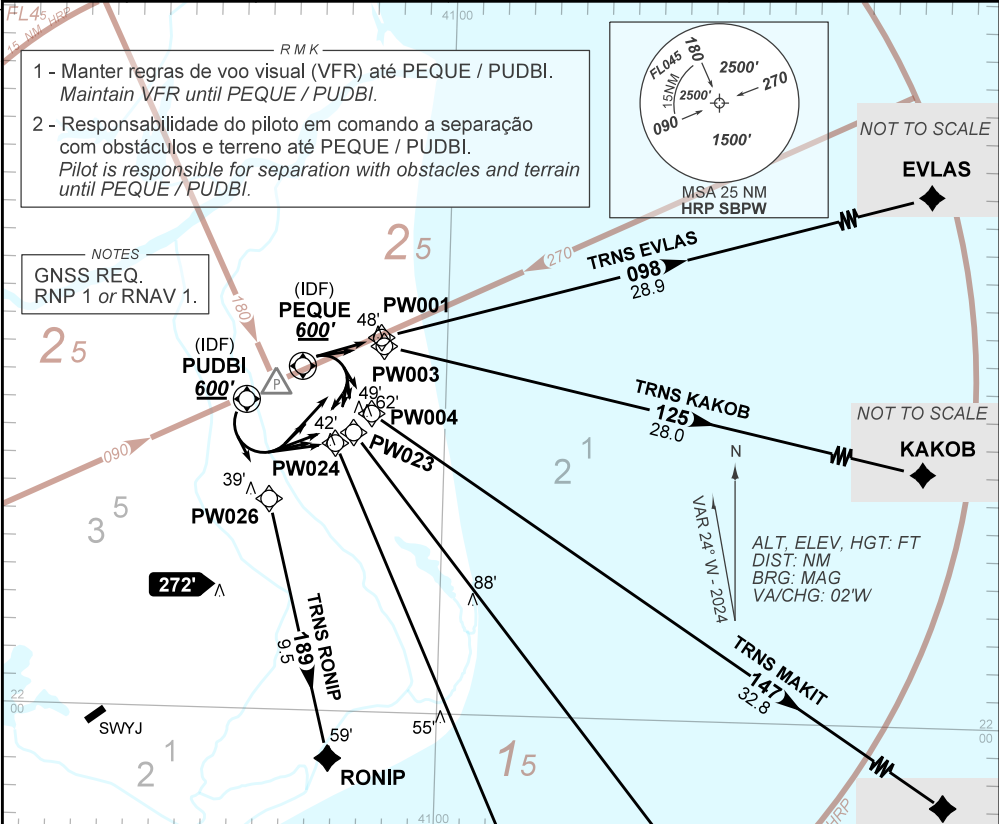 FL45
15 NM HRP
41 00
RMK
1 - Manter regras de voo visual (VFR) até PEQUE / PUDBI.
Maintain VFR until PEQUE / PUDBI.
2 - Responsabilidade do piloto em comando a separação
com obstáculos e terreno até PEQUE / PUDBI.
Pilot is responsible for separation with obstacles and terrain
until PEQUE / PUDBI.
FL045
180
2500'
15NM
2500'
270
090
1500'
MSA 25 NM
HRP SBPW
NOT TO SCALE
EVLAS
NOTES
GNSS REQ.
RNP 1 or RNAV 1.
25
25
270
TRNS EVLAS
098
28.9
180
(IDF)
PEQUE
600'
48'
PW001
PW003
(IDF)
PUDBI
600'
P
49'
62'
PW004
42'
PW023
PW024
090
39'
PW026
TRNS KAKOB
125
28.0
NOT TO SCALE
KAKOB
2 1
3 5
N
VAR 24° W - 2024
ALT, ELEV, HGT: FT
DIST: NM
BRG: MAG
VA/CHG: 02'W
272'
88'
TRNS RONIP
189
9.5
TRNS MAKIT
147
32.8
22
00
SWYJ
55'
22
00
59'
RONIP
2 1
15
HRP
41 00